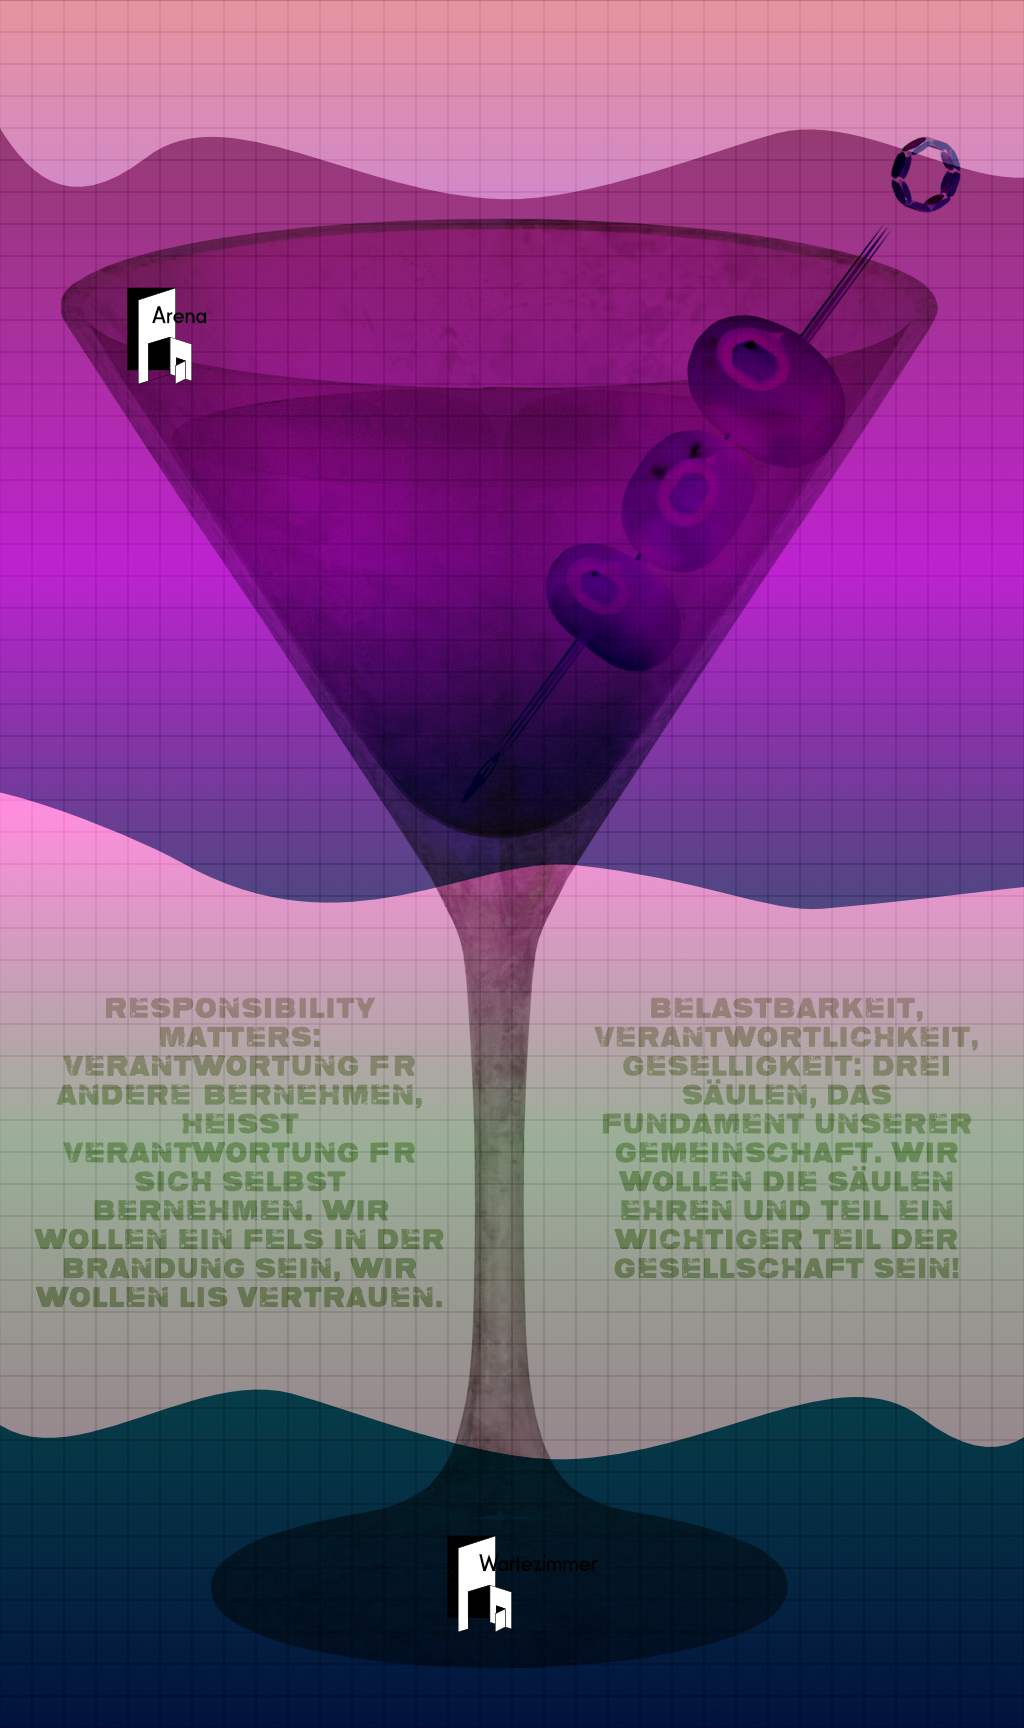 Arena
RESPONSIBILITY
MATTERS:
VERANTWORTUNG FR
ANDERE BERNEHMEN,
HEISST
VERANTWORTUNG FR
SICH SELBST
BERNEHMEN. WIR
WOLLEN EIN FELS IN DER
BRANDUNG SEIN, WIR
WOLLEN LIS VERTRAUEN.
BELASTBARKEIT,
VERANTWORTLICHKEIT,
GESELLIGKEIT: DREI
SÄULEN, DAS
FUNDAMENT UNSERER
GEMEINSCHAFT. WIR
WOLLEN DIE SÄULEN
EHREN UND TEIL EIN
WICHTIGER TEIL DER
GESELLSCHAFT SEIN!
Wartezimmer